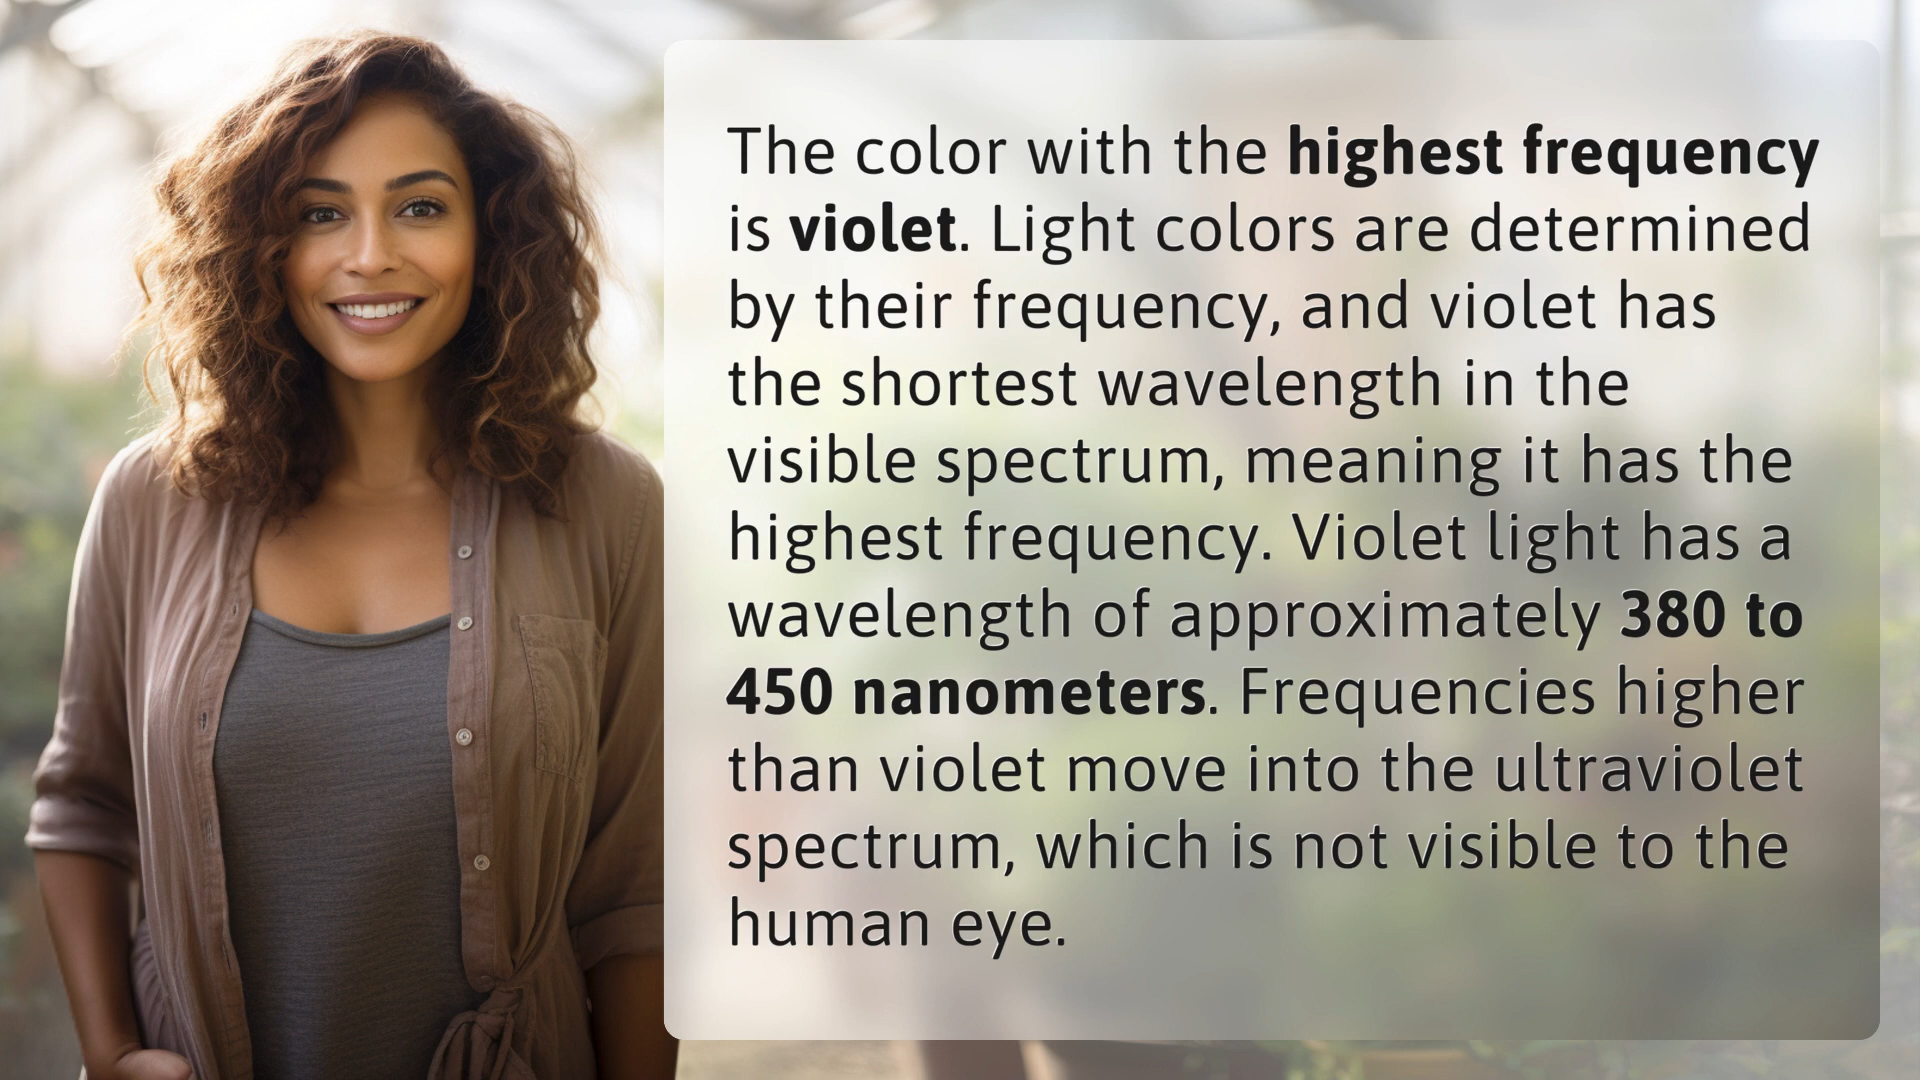 The color with the highest frequency
is violet. Light colors are determined
by their frequency, and violet has
the shortest wavelength in the
visible spectrum, meaning it has the
highest frequency. Violet light has a
wavelength of approximately 380 to
450 nanometers. Frequencies higher
than violet move into the ultraviolet
spectrum, which is not visible to the
human eye.